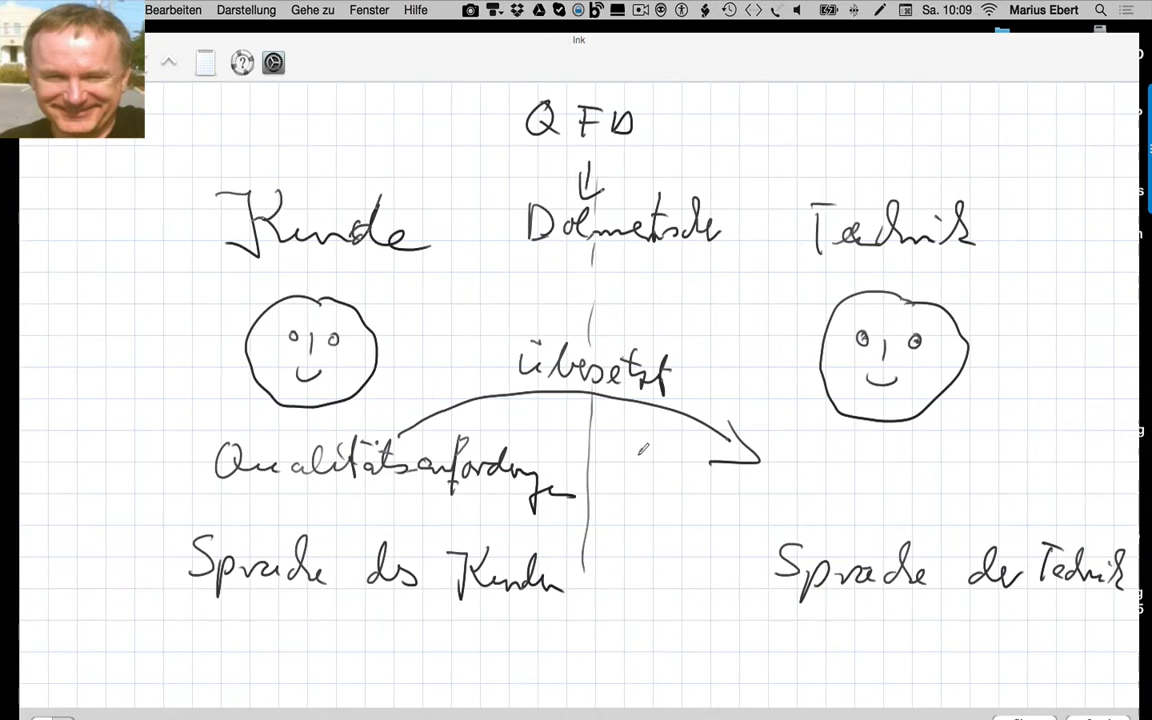 Bearbeiten Darstellung Gehe zu Fenster Hilfe Sa. 10:09 Marius Ebert
Ink
QFD
Kunde Dolmetscher Technik
übersetzt
Qualitätsanforderungen
Sprache des Kunden Sprache der Technik